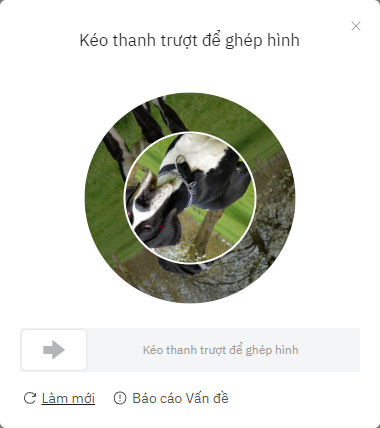 Kéo thanh trượt để ghép hình
Kéo thanh trượt để ghép hình
Làm mới
Báo cáo Vấn đề